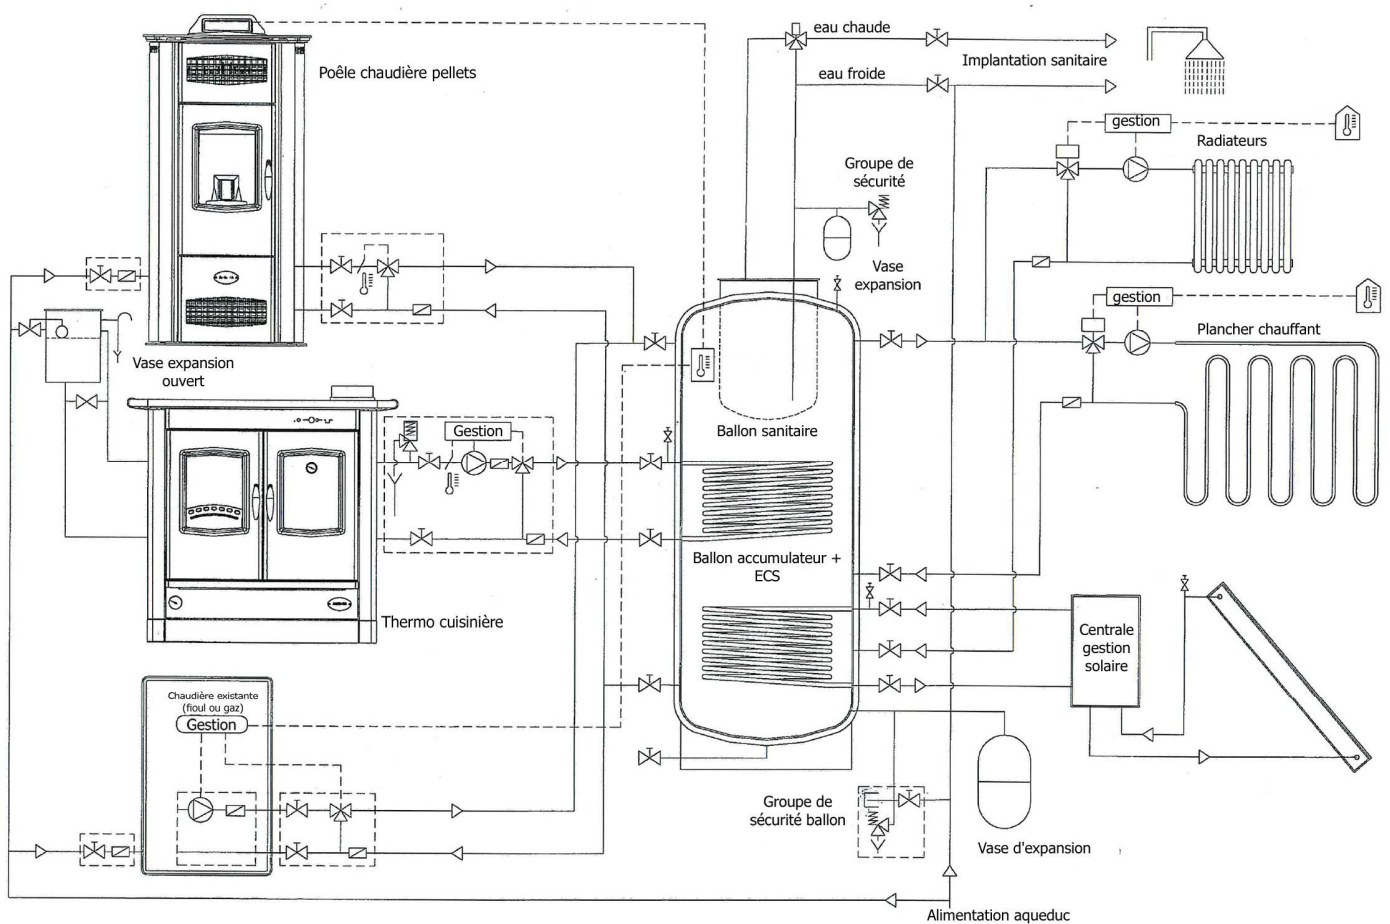 eau chaude
Implantation sanitaire
eau froide
Poêle chaudière pellets
gestion
Radiateurs
Groupe de
sécurité
Vase
expansion
gestion
Plancher chauffant
Vase expansion
ouvert
Gestion
Ballon sanitaire
Ballon accumulateur +
ECS
Thermo cuisinière
Centrale
gestion
solaire
Chaudière existante
(fioul ou gaz)
Gestion
Groupe de
sécurité ballon
Vase d'expansion
Alimentation aqueduc